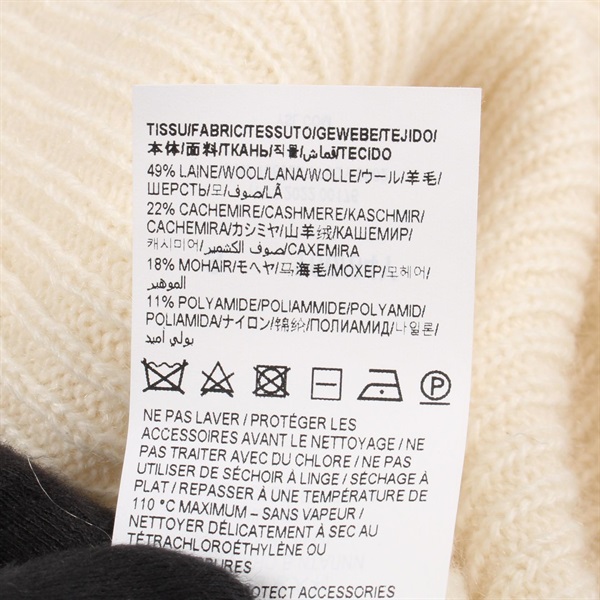 TISSU/FABRIC/TESSUTO/GEWEBE/TEJIDO/
本体/面料/ТКАНЬ/직물/قماش/TECIDO
49% LAINE/WOOL/LANA/WOLLE/ウール/羊毛/
ШЕРСТЬ/모/صوف/LÃ
22% CACHEMIRE/CASHMERE/KASCHMIR/
CACHEMIRA/カシミヤ/山羊绒/КАШЕМИР/
캐시미어/صوف الكشمير/CAXEMIRA
18% MOHAIR/モヘヤ/马海毛/МОХЕР/모헤어/
الموهير
11% POLYAMIDE/POLIAMMIDE/POLYAMID/
POLIAMIDA/ナイロン/锦纶/ПОЛИАМИД/나일론/
بولي أميد
P
NE PAS LAVER / PROTÉGER LES
ACCESSOIRES AVANT LE NETTOYAGE / NE
PAS TRAITER AVEC DU CHLORE / NE PAS
UTILISER DE SÉCHOIR À LINGE / SÉCHAGE À
PLAT / REPASSER À UNE TEMPÉRATURE DE
110 °C MAXIMUM – SANS VAPEUR /
NETTOYER DÉLICATEMENT À SEC AU
TÉTRACHLOROÉTHYLÈNE OU
PROTECT ACCESSORIES